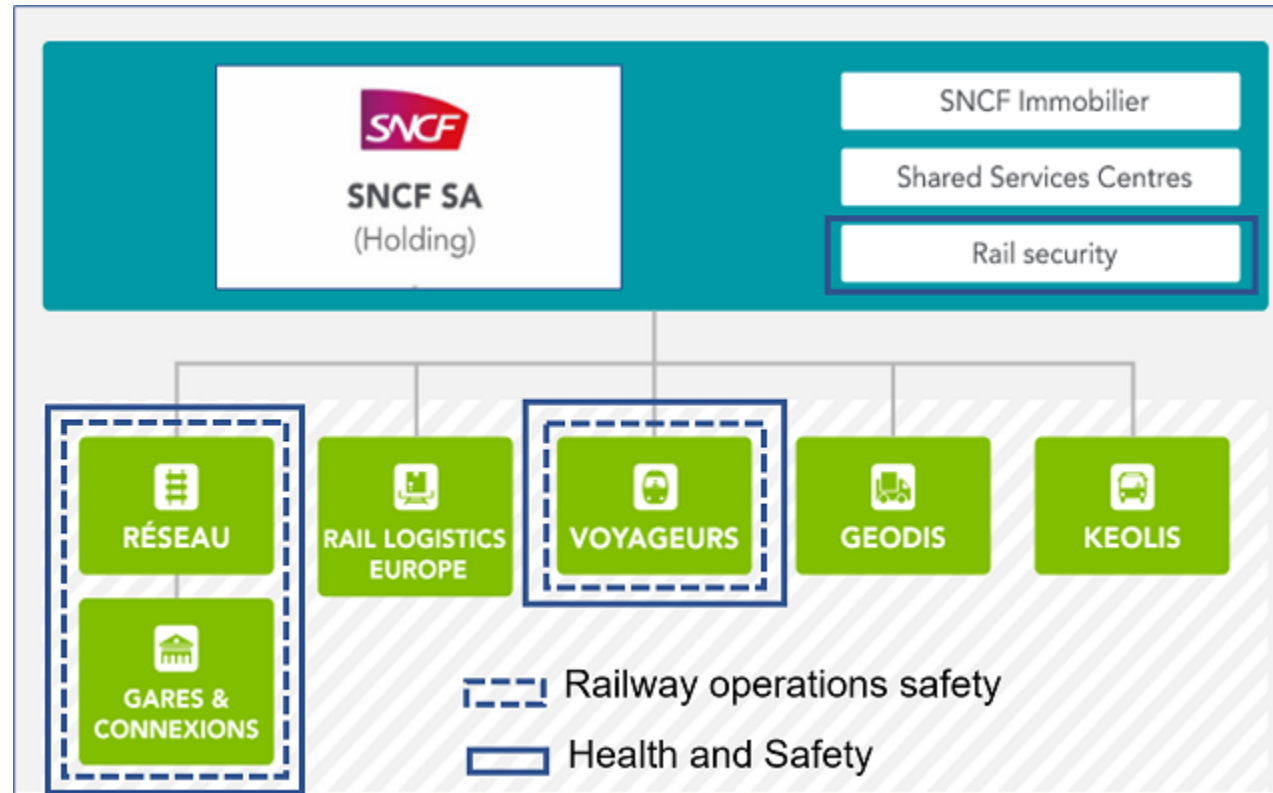 SNCF
SNCF SA
(Holding)
SNCF Immobilier
Shared Services Centres
Rail security
RÉSEAU
RAIL LOGISTICS
EUROPE
VOYAGEURS
GEODIS
KEOLIS
GARES &
CONNEXIONS
Railway operations safety
Health and Safety